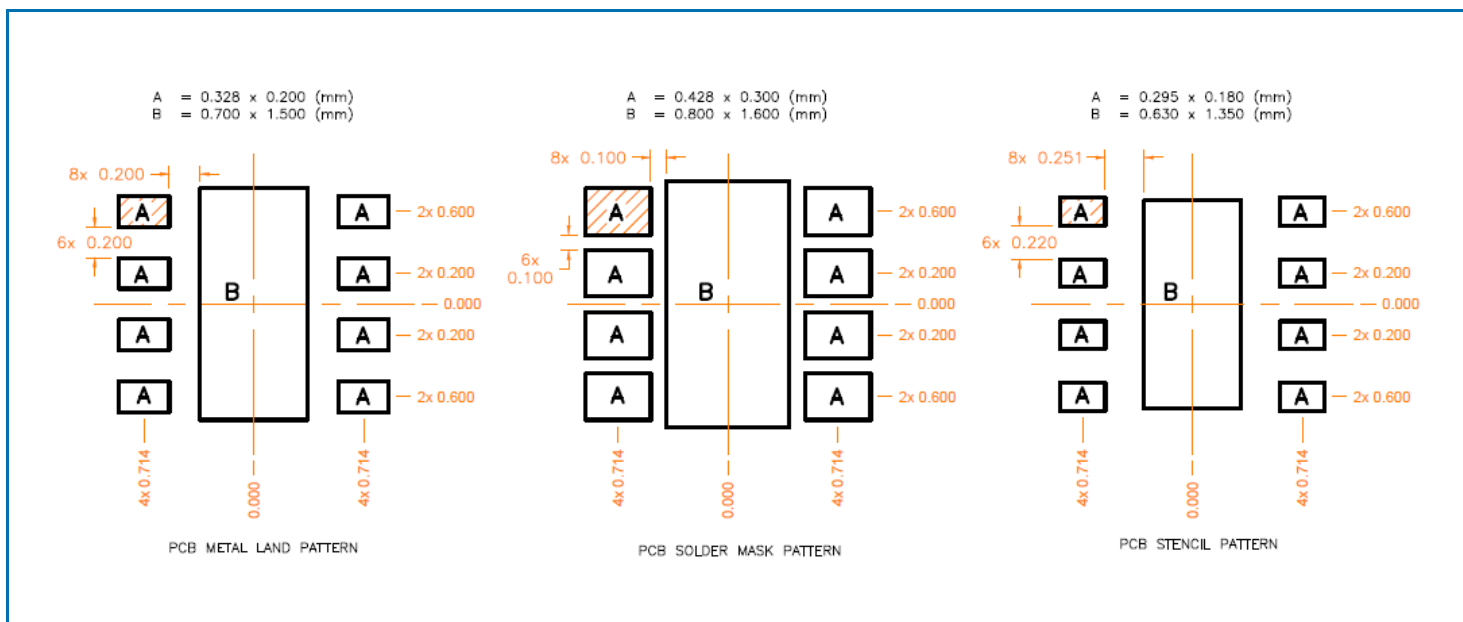 A = 0.328 x 0.200 (mm)
B = 0.700 x 1.500 (mm)
8x 0.200
A
A
2x 0.600
6x 0.200
A
B
A
2x 0.200
0.000
A
A
2x 0.200
A
A
2x 0.600
4x 0.714
0.000
4x 0.714
PCB METAL LAND PATTERN
A = 0.428 x 0.300 (mm)
B = 0.800 x 1.600 (mm)
8x 0.100
A
A
2x 0.600
6x
0.100
A
B
A
2x 0.200
0.000
A
A
2x 0.200
A
A
2x 0.600
4x 0.714
0.000
4x 0.714
PCB SOLDER MASK PATTERN
A = 0.295 x 0.180 (mm)
B = 0.630 x 1.350 (mm)
8x 0.251
A
A
2x 0.600
6x 0.220
A
B
A
2x 0.200
0.000
A
A
2x 0.200
A
A
2x 0.600
4x 0.714
0.000
4x 0.714
PCB STENCIL PATTERN